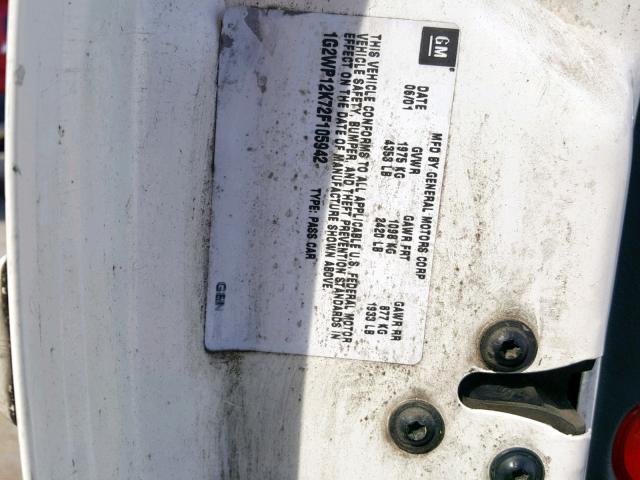 GM
MFD BY GENERAL MOTORS CORP
DATE GVWR GAWR FRT GAWR RR
06/01 1975 KG 1098 KG 877 KG
4353 LB 2420 LB 1933 LB
THIS VEHICLE CONFORMS TO ALL APPLICABLE U.S. FEDERAL MOTOR
VEHICLE SAFETY, BUMPER, AND THEFT PREVENTION STANDARDS IN
EFFECT ON THE DATE OF MANUFACTURE SHOWN ABOVE.
1G2WP12K72F105942 TYPE: PASS CAR
GEN